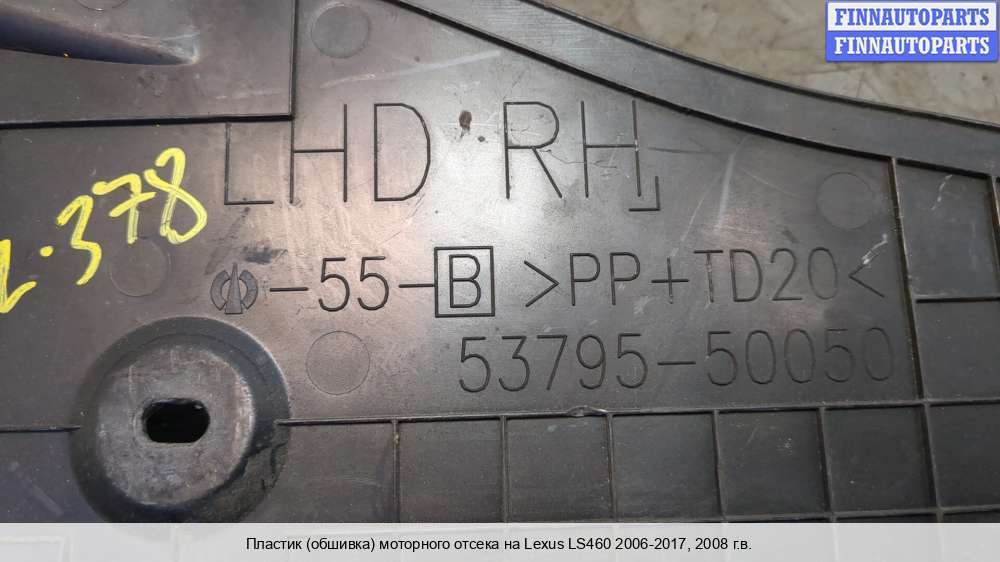 FINNAUTOPARTS
FINNAUTOPARTS
LHD RH
378
-55-B >PP+TD20<
53795-50050
Пластик (обшивка) моторного отсека на Lexus LS460 2006-2017, 2008 г.в.